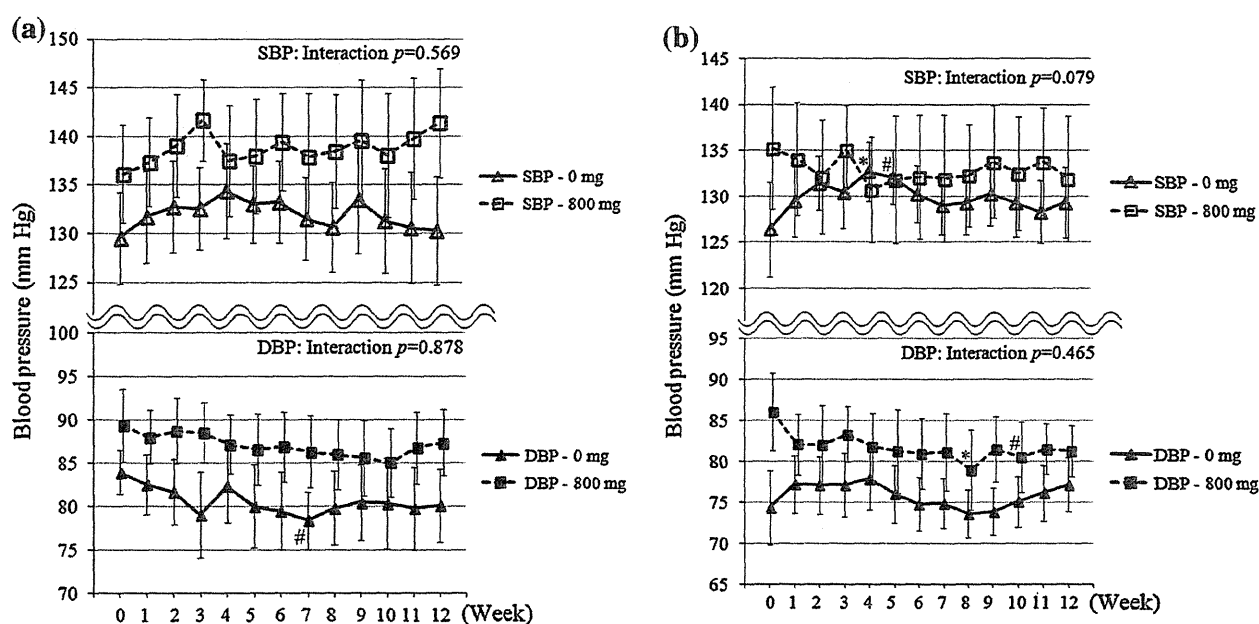 (a)
SBP: Interaction p=0.569
150
145
140
135
130
125
SBP - 0 mg
SBP - 800 mg
Blood pressure (mm Hg)
DBP: Interaction p=0.878
100
95
90
85
80
75
70
#
DBP - 0 mg
DBP - 800 mg
0 1 2 3 4 5 6 7 8 9 10 11 12 (Week)
(b)
SBP: Interaction p=0.079
145
140
135
130
125
120
* #
SBP - 0 mg
SBP - 800 mg
Blood pressure (mm Hg)
DBP: Interaction p=0.465
95
90
85
80
75
70
65
* #
DBP - 0 mg
DBP - 800 mg
0 1 2 3 4 5 6 7 8 9 10 11 12 (Week)